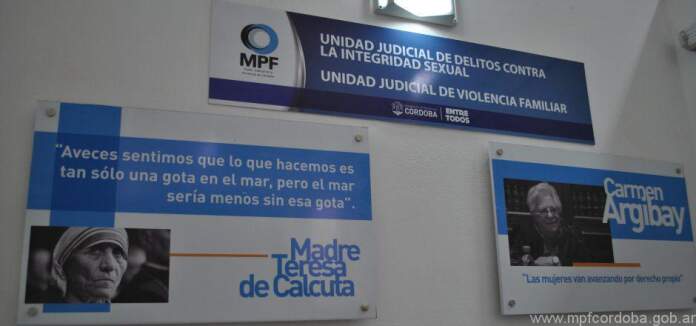 MPF
UNIDAD JUDICIAL DE DELITOS CONTRA
LA INTEGRIDAD SEXUAL
UNIDAD JUDICIAL DE VIOLENCIA FAMILIAR
CÓRDOBA
ENTRE
TODOS
"Aveces sentimos que lo que hacemos es
tan sólo una gota en el mar, pero el mar
sería menos sin esa gota".
Madre
Teresa
de Calcuta
Carmen
Argibay
"Las mujeres van avanzando por derecho propio"
www.mpfcordoba.gob.ar